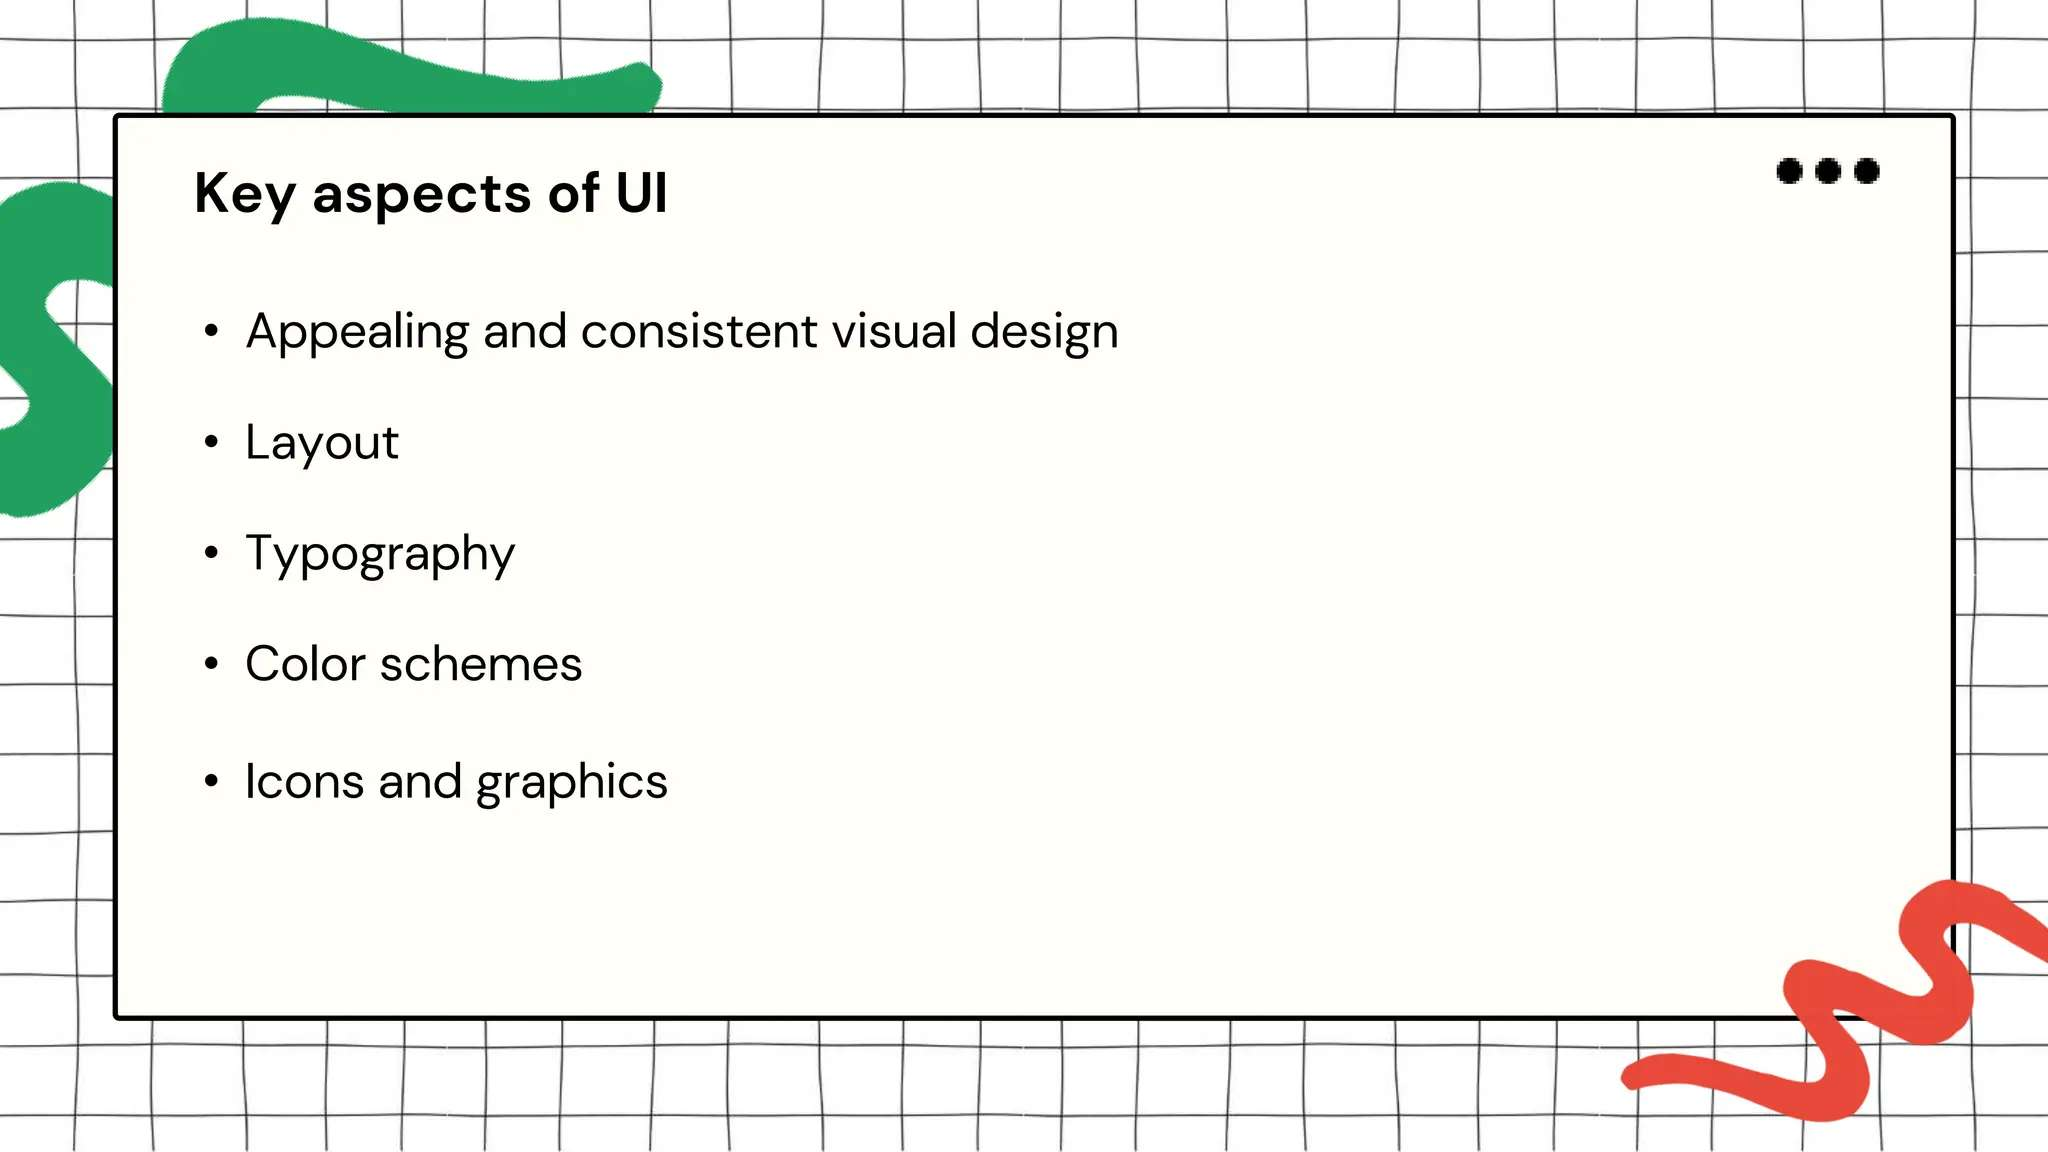 Key aspects of UI
• Appealing and consistent visual design
• Layout
• Typography
• Color schemes
• Icons and graphics